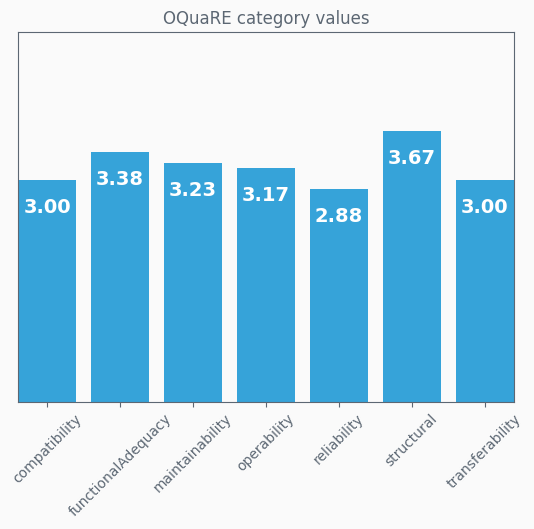 OQuaRE category values
3.00
3.38
3.23
3.17
2.88
3.67
3.00
compatibility
functionalAdequacy
maintainability
operability
reliability
structural
transferability